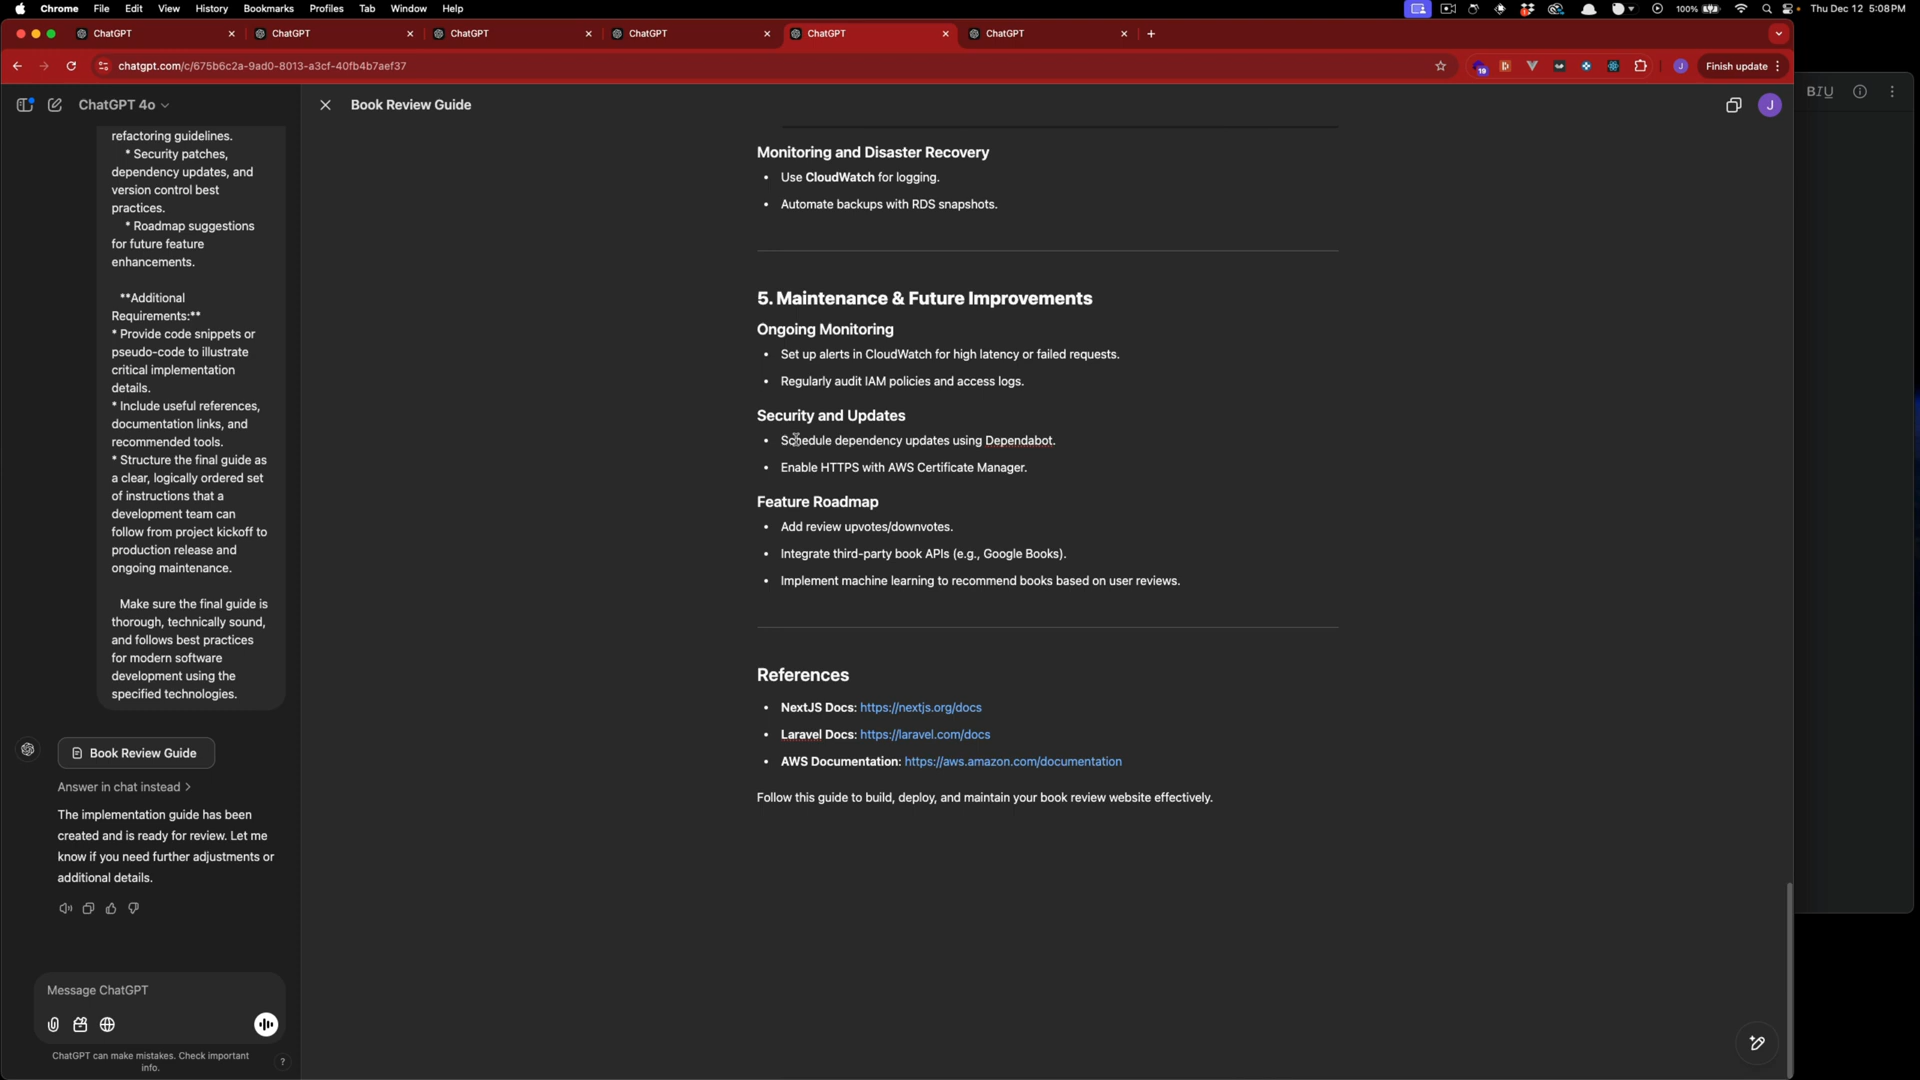 Chrome File Edit View History Bookmarks Profiles Tab Window Help 100% Thu Dec 12 5:08PM
ChatGPT ChatGPT ChatGPT ChatGPT ChatGPT ChatGPT
chatgpt.com/c/675b6c2a-9ad0-8013-a3cf-40fb4b7aef37 19 J Finish update
ChatGPT 4o
Book Review Guide
J
BIU
refactoring guidelines.
* Security patches,
dependency updates, and
version control best
practices.
* Roadmap suggestions
for future feature
enhancements.
**Additional
Requirements:**
* Provide code snippets or
pseudo-code to illustrate
critical implementation
details.
* Include useful references,
documentation links, and
recommended tools.
* Structure the final guide as
a clear, logically ordered set
of instructions that a
development team can
follow from project kickoff to
production release and
ongoing maintenance.
Make sure the final guide is
thorough, technically sound,
and follows best practices
for modern software
development using the
specified technologies.
Book Review Guide
Answer in chat instead >
The implementation guide has been
created and is ready for review. Let me
know if you need further adjustments or
additional details.
Message ChatGPT
ChatGPT can make mistakes. Check important
info.
?
Monitoring and Disaster Recovery
• Use CloudWatch for logging.
• Automate backups with RDS snapshots.
5. Maintenance & Future Improvements
Ongoing Monitoring
• Set up alerts in CloudWatch for high latency or failed requests.
• Regularly audit IAM policies and access logs.
Security and Updates
• Schedule dependency updates using Dependabot.
• Enable HTTPS with AWS Certificate Manager.
Feature Roadmap
• Add review upvotes/downvotes.
• Integrate third-party book APIs (e.g., Google Books).
• Implement machine learning to recommend books based on user reviews.
References
• NextJS Docs: https://nextjs.org/docs
• Laravel Docs: https://laravel.com/docs
• AWS Documentation: https://aws.amazon.com/documentation
Follow this guide to build, deploy, and maintain your book review website effectively.